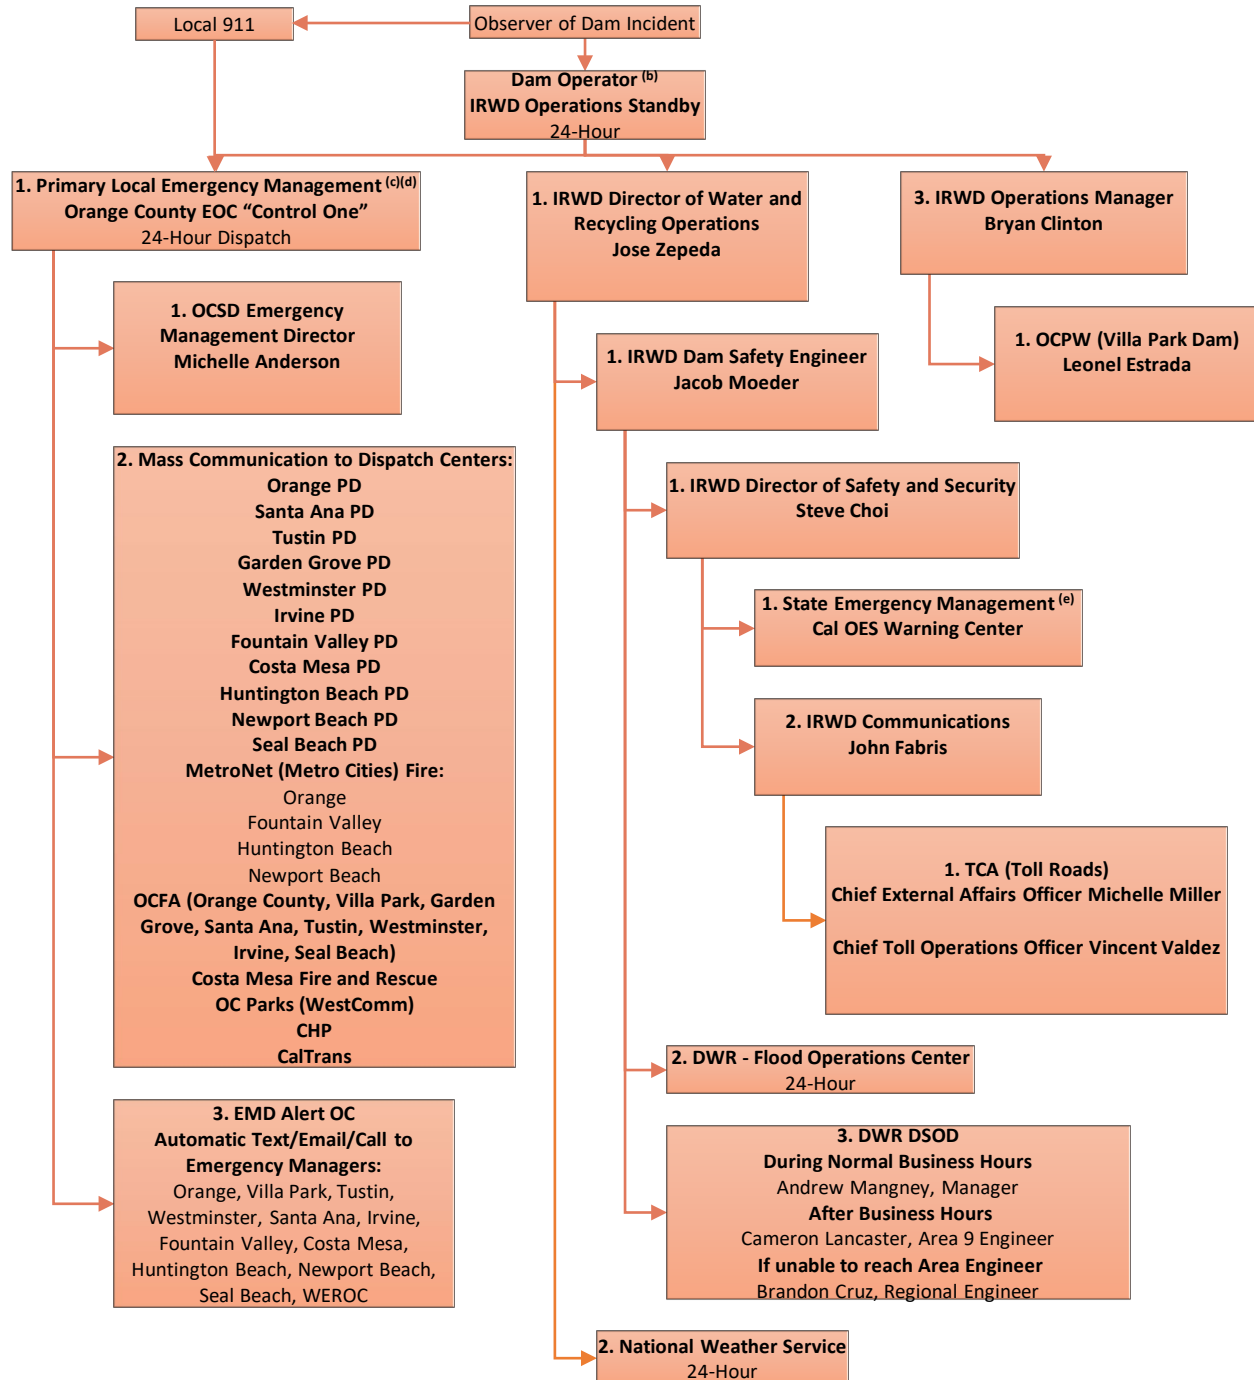 Local 911
Observer of Dam Incident
Dam Operator (b)
IRWD Operations Standby
24-Hour
1. Primary Local Emergency Management (c)(d)
Orange County EOC “Control One”
24-Hour Dispatch
1. IRWD Director of Water and
Recycling Operations
Jose Zepeda
3. IRWD Operations Manager
Bryan Clinton
1. OCSD Emergency
Management Director
Michelle Anderson
1. OCPW (Villa Park Dam)
Leonel Estrada
1. IRWD Dam Safety Engineer
Jacob Moeder
2. Mass Communication to Dispatch Centers:
Orange PD
Santa Ana PD
Tustin PD
Garden Grove PD
Westminster PD
Irvine PD
Fountain Valley PD
Costa Mesa PD
Huntington Beach PD
Newport Beach PD
Seal Beach PD
MetroNet (Metro Cities) Fire:
Orange
Fountain Valley
Huntington Beach
Newport Beach
OCFA (Orange County, Villa Park, Garden
Grove, Santa Ana, Tustin, Westminster,
Irvine, Seal Beach)
Costa Mesa Fire and Rescue
OC Parks (WestComm)
CHP
CalTrans
1. IRWD Director of Safety and Security
Steve Choi
1. State Emergency Management (e)
Cal OES Warning Center
2. IRWD Communications
John Fabris
1. TCA (Toll Roads)
Chief External Affairs Officer Michelle Miller
Chief Toll Operations Officer Vincent Valdez
2. DWR - Flood Operations Center
24-Hour
3. EMD Alert OC
Automatic Text/Email/Call to
Emergency Managers:
Orange, Villa Park, Tustin,
Westminster, Santa Ana, Irvine,
Fountain Valley, Costa Mesa,
Huntington Beach, Newport Beach,
Seal Beach, WEROC
3. DWR DSOD
During Normal Business Hours
Andrew Mangney, Manager
After Business Hours
Cameron Lancaster, Area 9 Engineer
If unable to reach Area Engineer
Brandon Cruz, Regional Engineer
2. National Weather Service
24-Hour